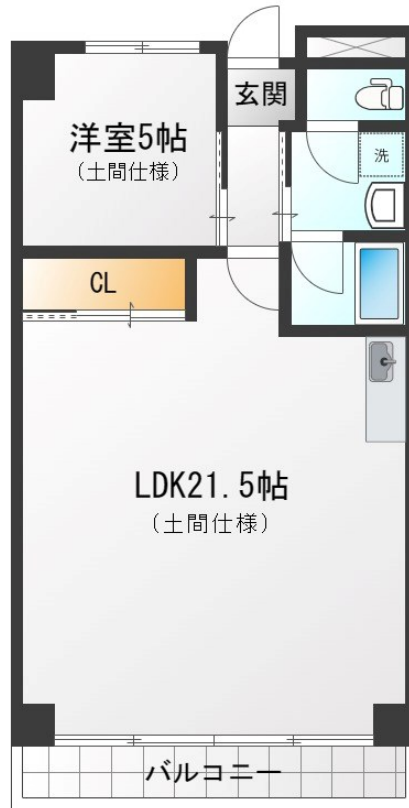 玄関
洋室5帖
(土間仕様)
洗
CL
LDK21.5帖
(土間仕様)
バルコニー